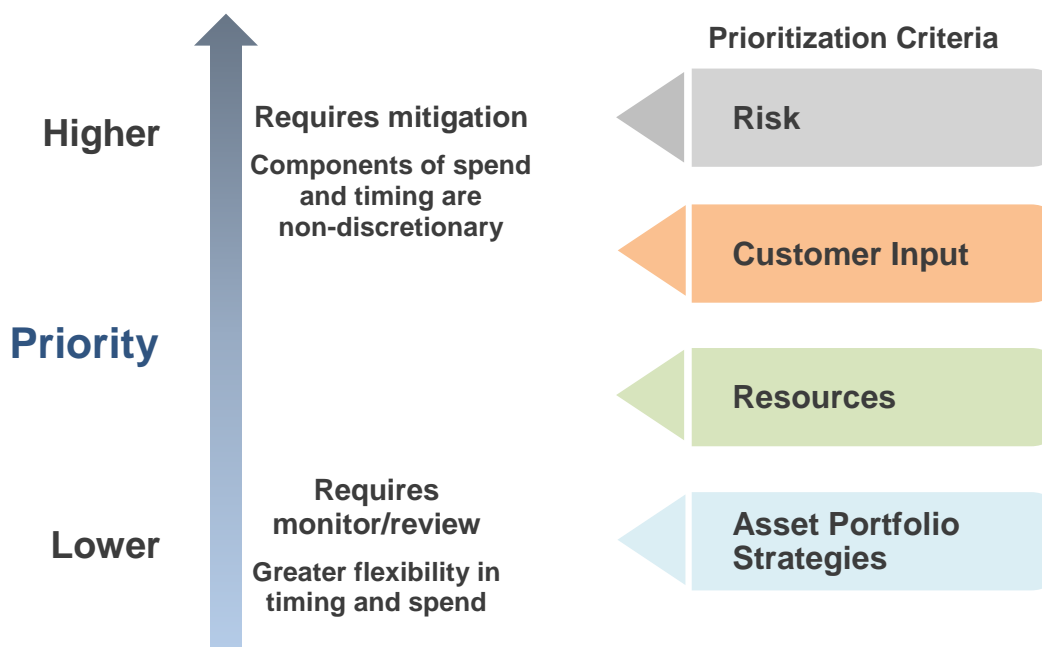 Prioritization Criteria
Higher
Requires mitigation
Components of spend
and timing are
non-discretionary
Risk
Customer Input
Priority
Resources
Lower
Requires
monitor/review
Greater flexibility in
timing and spend
Asset Portfolio
Strategies